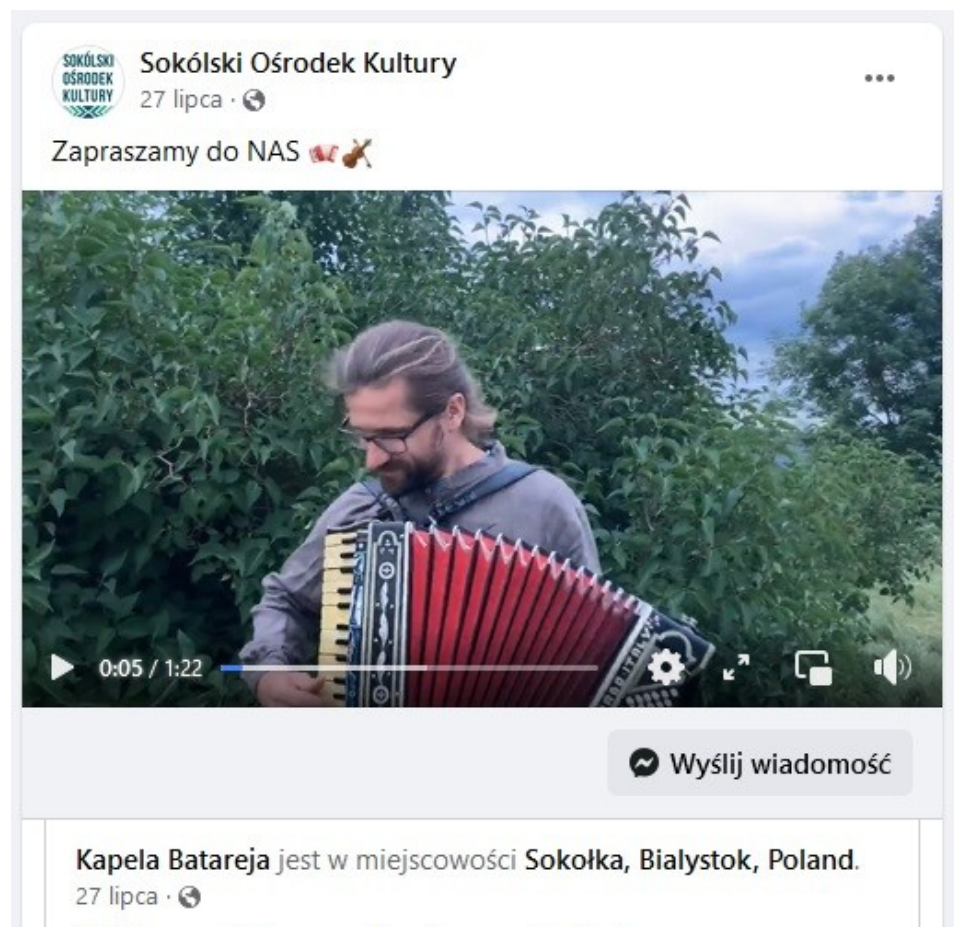 SOKÓLSKI
OŚRODEK
KULTURY
Sokólski Ośrodek Kultury
27 lipca ·
Zapraszamy do NAS 🪗🎻
0:05 / 1:22
Wyślij wiadomość
Kapela Batareja jest w miejscowości Sokołka, Bialystok, Poland.
27 lipca ·